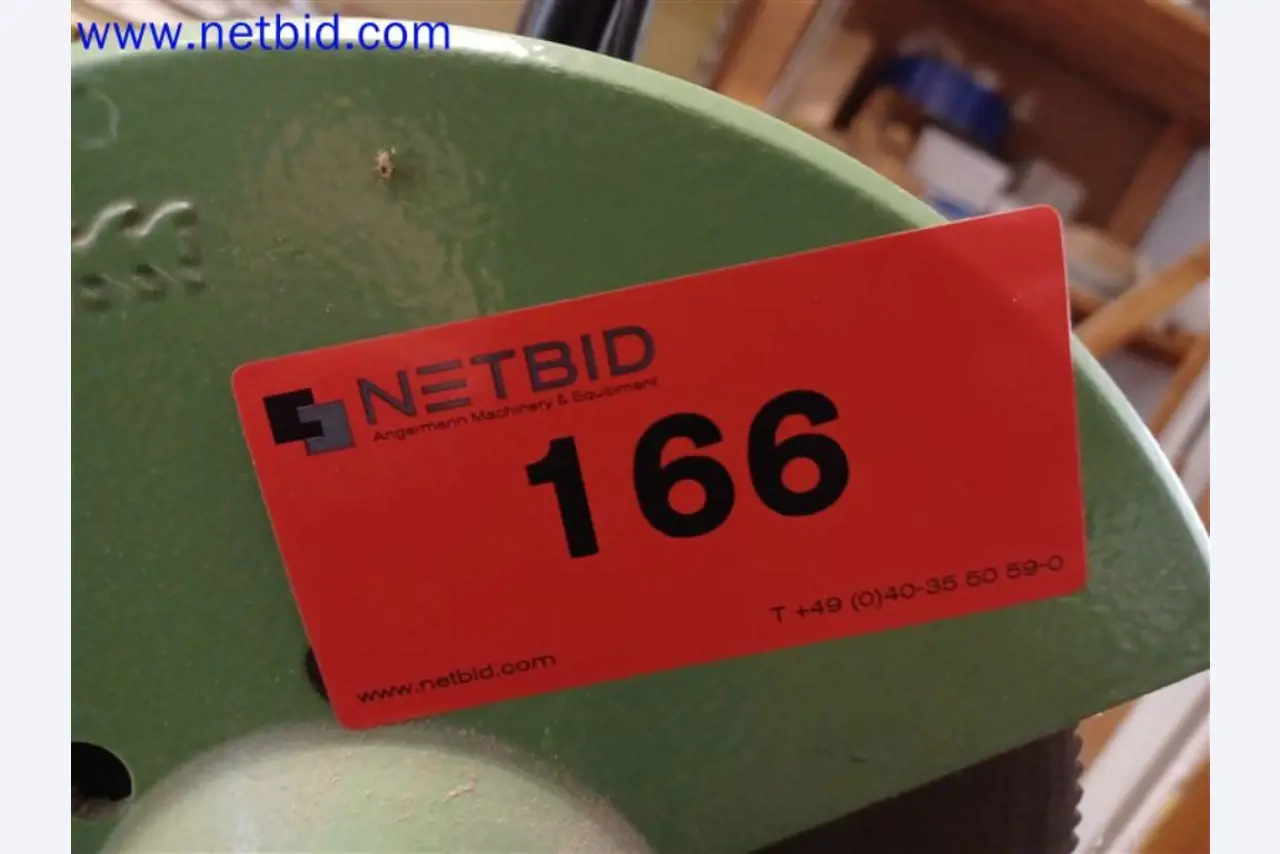 www.netbid.com
NETBID
Angermann Machinery & Equipment
166
T +49 (0)40-35 50 59-0
www.netbid.com